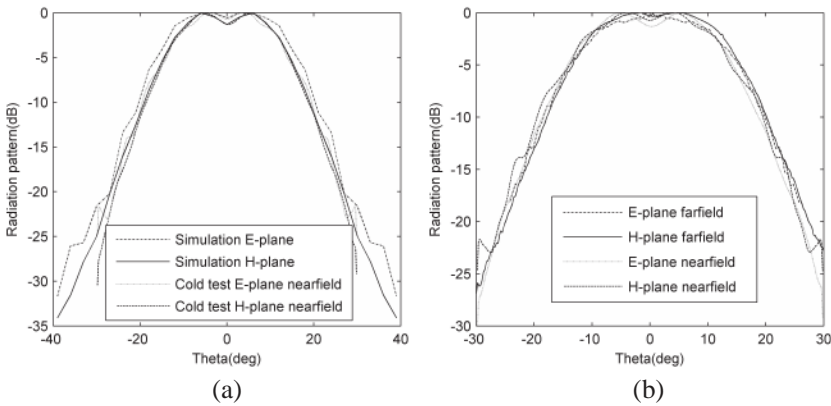 0
-5
-10
-15
-20
-25
-30
-35
Radiation pattern(dB)
Simulation E-plane
Simulation H-plane
Cold test E-plane nearfield
Cold test H-plane nearfield
-40 -20 0 20 40
Theta(deg)
(a)
0
-5
-10
-15
-20
-25
-30
Radiation pattern(dB)
E-plane farfield
H-plane farfield
E-plane nearfield
H-plane nearfield
-30 -20 -10 0 10 20 30
Theta(deg)
(b)